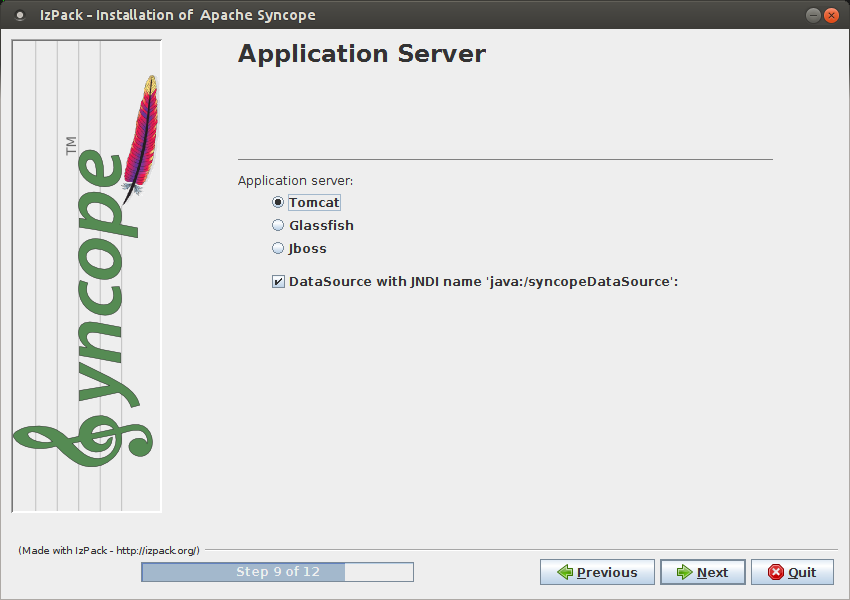 IzPack - Installation of  Apache Syncope
Application Server
TM
Syncope
Application server:
Tomcat
Glassfish
Jboss
DataSource with JNDI name 'java:/syncopeDataSource':
(Made with IzPack - http://izpack.org/)
Step 9 of 12
Previous
Next
Quit